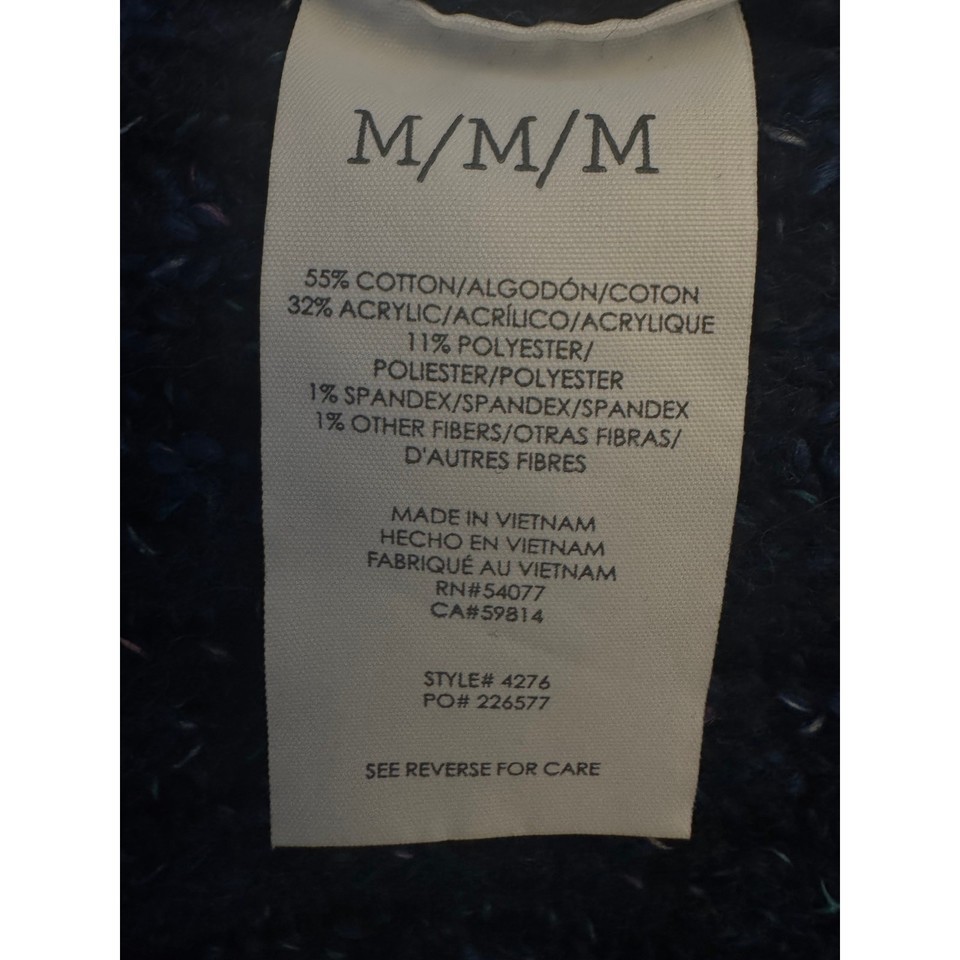 M/M/M
55% COTTON/ALGODÓN/COTON
32% ACRYLIC/ACRÍLICO/ACRYLIQUE
11% POLYESTER/
POLIESTER/POLYESTER
1% SPANDEX/SPANDEX/SPANDEX
1% OTHER FIBERS/OTRAS FIBRAS/
D'AUTRES FIBRES
MADE IN VIETNAM
HECHO EN VIETNAM
FABRIQUÉ AU VIETNAM
RN#54077
CA#59814
STYLE# 4276
PO# 226577
SEE REVERSE FOR CARE